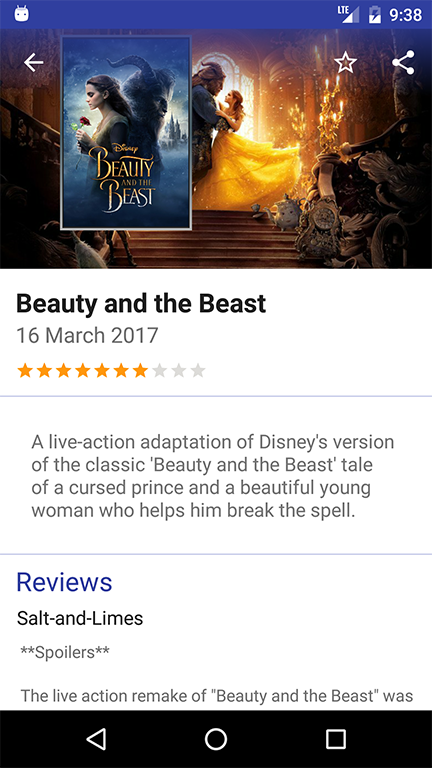 LTE 9:38
Disney
BEAUTY
AND THE
BEAST
Beauty and the Beast
16 March 2017
A live-action adaptation of Disney's version
of the classic 'Beauty and the Beast' tale
of a cursed prince and a beautiful young
woman who helps him break the spell.
Reviews
Salt-and-Limes
**Spoilers**
The live action remake of "Beauty and the Beast" was